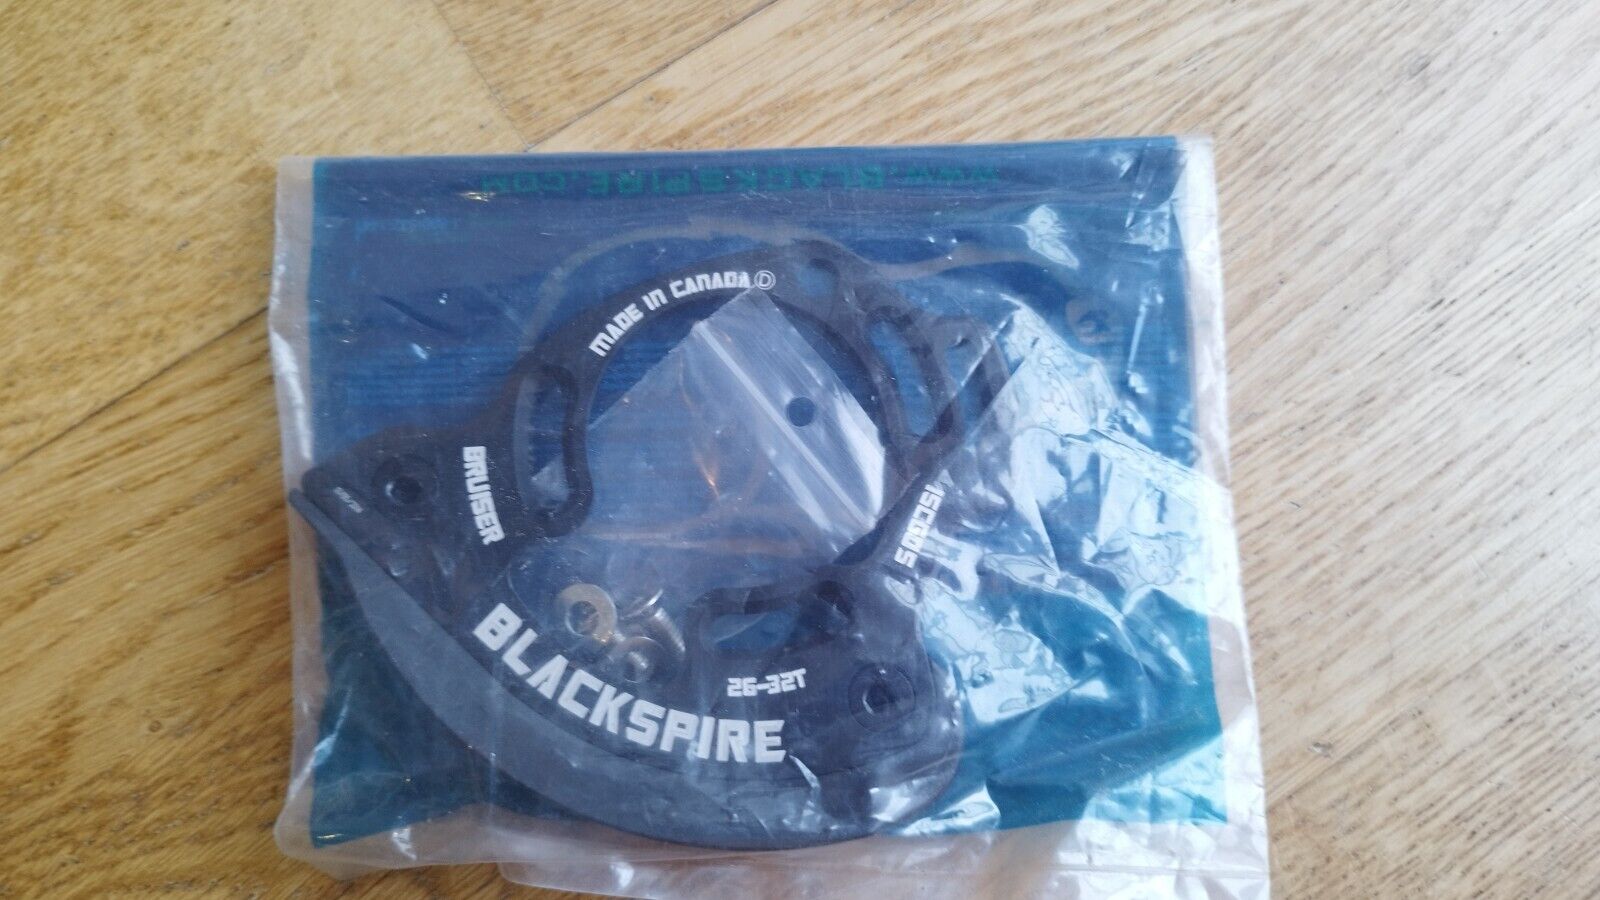 WWW.BLACKSPIRE.COM
MADE IN CANADA Ⓓ
BRUISER
ISCG05
26-32T
BLACKSPIRE